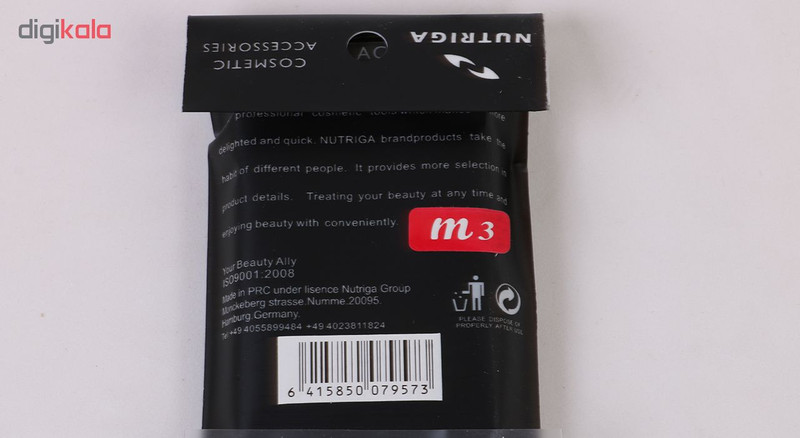 digikala
NUTRIGA
COSMETIC
ACCESSORIES
AC
professional cosmetic tools
delighted and quick. NUTRIGA brandproducts take the
habit of different people. It provides more selection in
product details. Treating your beauty at any time and
enjoying beauty with conveniently.
m3
Your Beauty Ally
ISO9001:2008
Made in PRC under lisence Nutriga Group
Munckeberg strasse.Numme.20095.
Hamburg,Germany.
Tel+49 4055899484 +49 4023811824
PLEASE DISPOSE OF
PROPERLY AFTER USE
6 415850 079573